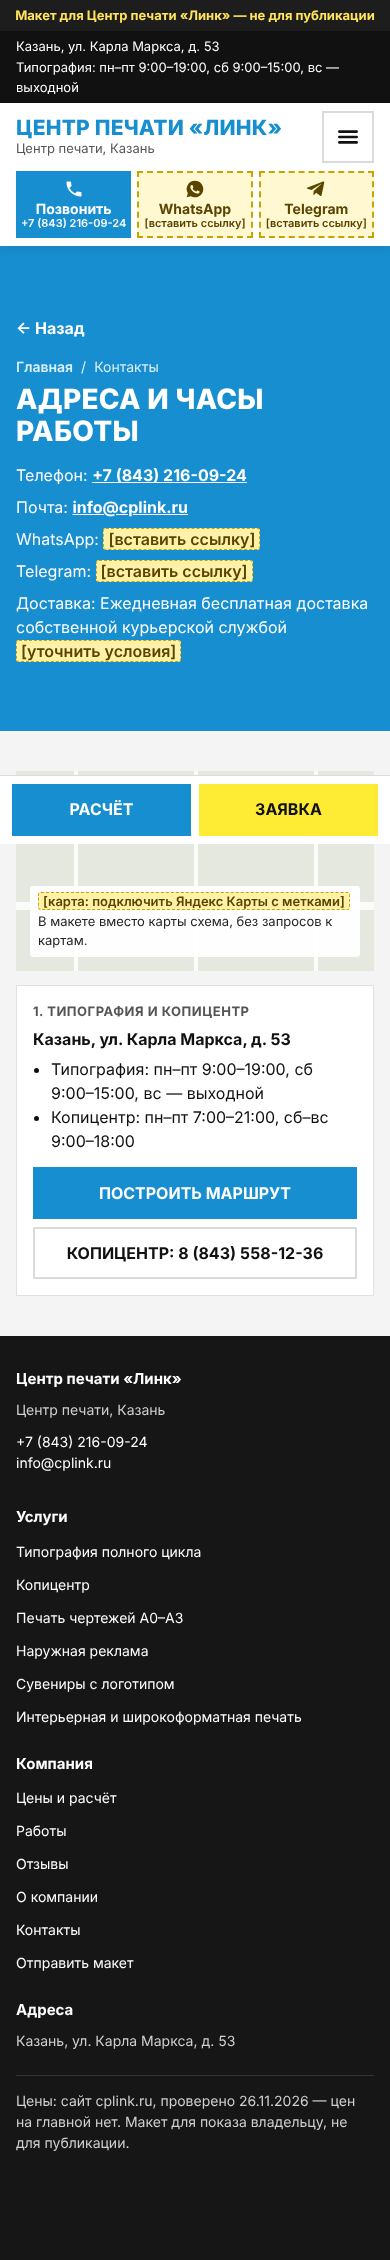 Макет для Центр печати «Линк» — не для публикации
Казань, ул. Карла Маркса, д. 53
Типография: пн–пт 9:00–19:00, сб 9:00–15:00, вс —
выходной
ЦЕНТР ПЕЧАТИ «ЛИНК»
Центр печати, Казань
Позвонить
+7 (843) 216-09-24
WhatsApp
[вставить ссылку]
Telegram
[вставить ссылку]
← Назад
Главная / Контакты
АДРЕСА И ЧАСЫ
РАБОТЫ
Телефон: +7 (843) 216-09-24
Почта: info@cplink.ru
WhatsApp: [вставить ссылку]
Telegram: [вставить ссылку]
Доставка: Ежедневная бесплатная доставка
собственной курьерской службой
[уточнить условия]
РАСЧЁТ
ЗАЯВКА
[карта: подключить Яндекс Карты с метками]
В макете вместо карты схема, без запросов к
картам.
1. ТИПОГРАФИЯ И КОПИЦЕНТР
Казань, ул. Карла Маркса, д. 53
• Типография: пн–пт 9:00–19:00, сб
9:00–15:00, вс — выходной
• Копицентр: пн–пт 7:00–21:00, сб–вс
9:00–18:00
ПОСТРОИТЬ МАРШРУТ
КОПИЦЕНТР: 8 (843) 558-12-36
Центр печати «Линк»
Центр печати, Казань
+7 (843) 216-09-24
info@cplink.ru
Услуги
Типография полного цикла
Копицентр
Печать чертежей А0–А3
Наружная реклама
Сувениры с логотипом
Интерьерная и широкоформатная печать
Компания
Цены и расчёт
Работы
Отзывы
О компании
Контакты
Отправить макет
Адреса
Казань, ул. Карла Маркса, д. 53
Цены: сайт cplink.ru, проверено 26.11.2026 — цен
на главной нет. Макет для показа владельцу, не
для публикации.